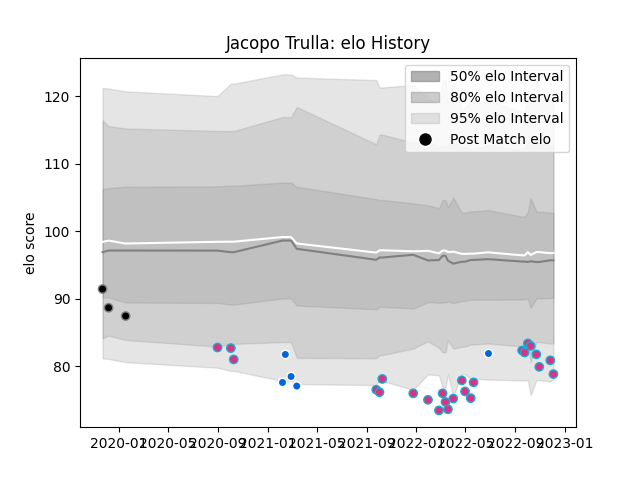 Jacopo Trulla: elo History
50% elo Interval
80% elo Interval
95% elo Interval
Post Match elo
elo score
120
110
100
90
80
2020-01
2020-05
2020-09
2021-01
2021-05
2021-09
2022-01
2022-05
2022-09
2023-01